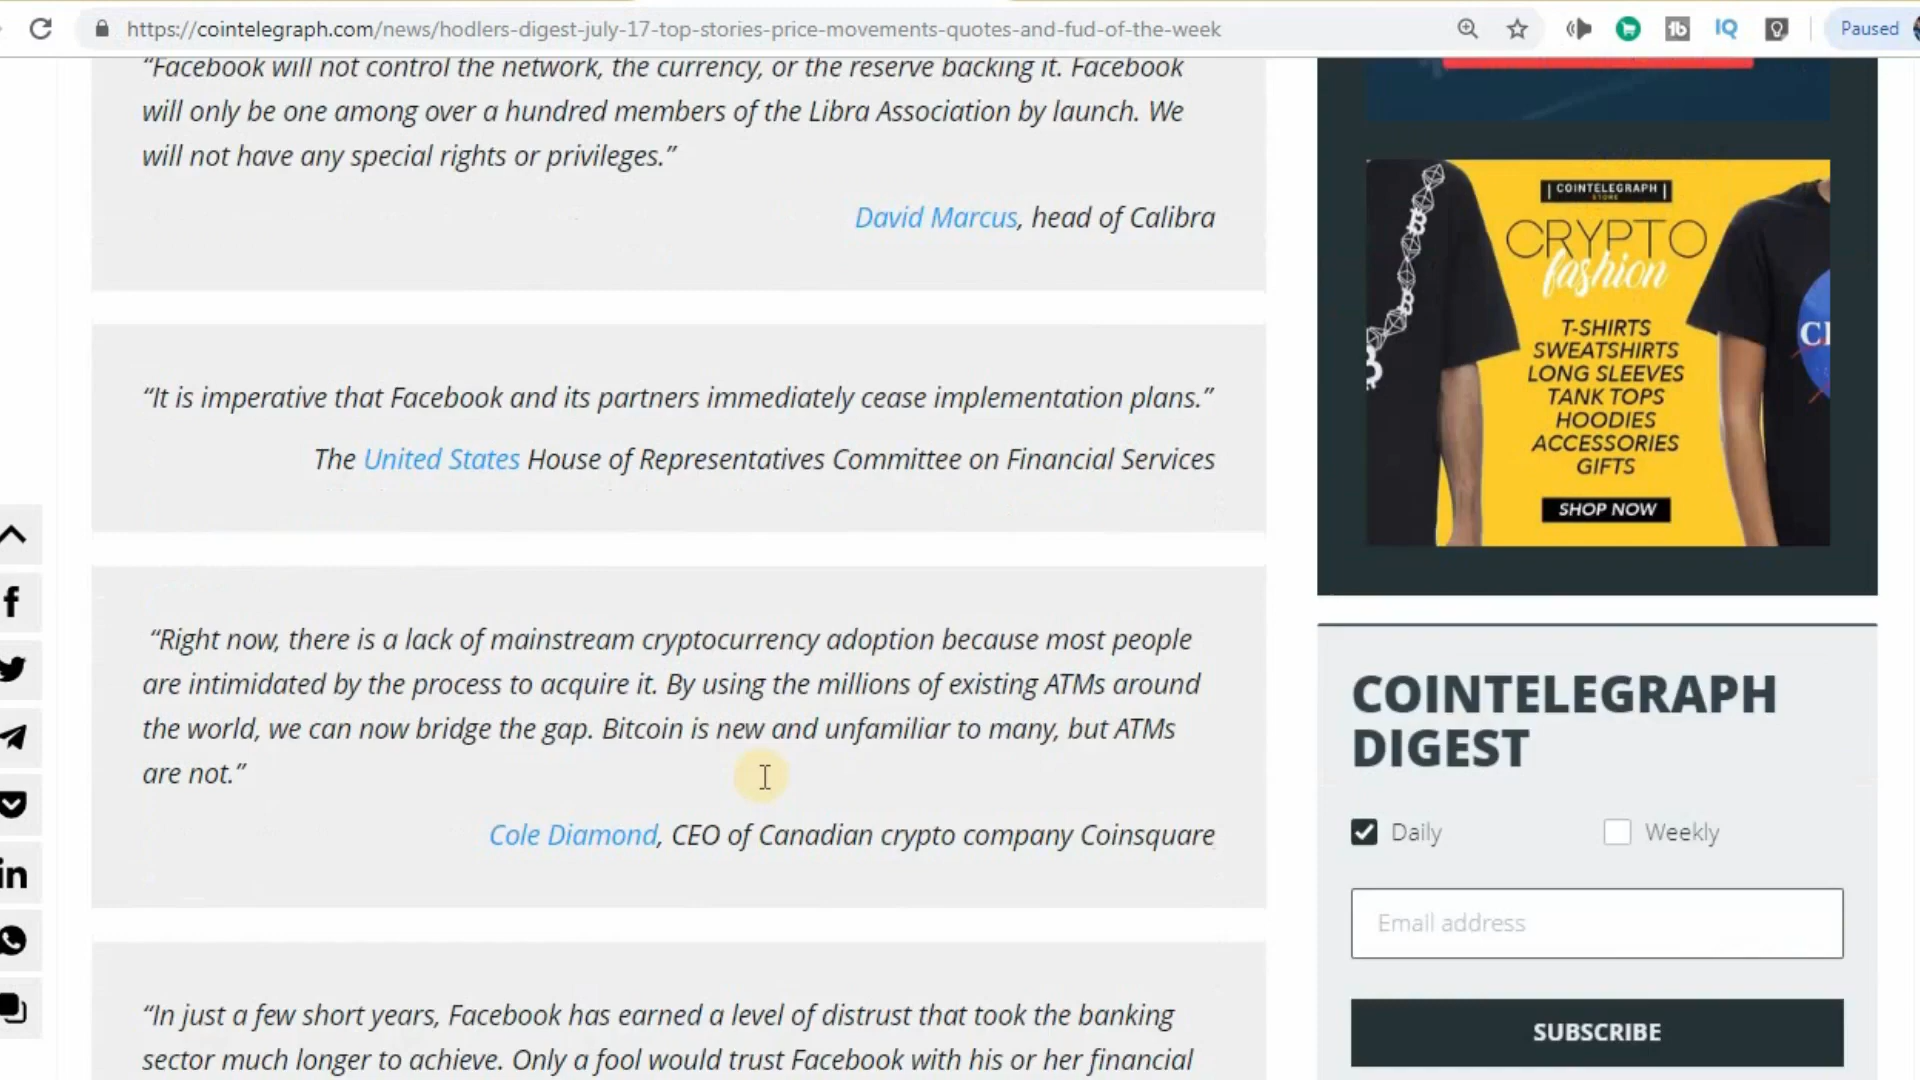 https://cointelegraph.com/news/hodlers-digest-july-17-top-stories-price-movements-quotes-and-fud-of-the-week
1b
IQ
Paused
“Facebook will not control the network, the currency, or the reserve backing it. Facebook
will only be one among over a hundred members of the Libra Association by launch. We
will not have any special rights or privileges.”
David Marcus, head of Calibra
“It is imperative that Facebook and its partners immediately cease implementation plans.”
The United States House of Representatives Committee on Financial Services
“Right now, there is a lack of mainstream cryptocurrency adoption because most people
are intimidated by the process to acquire it. By using the millions of existing ATMs around
the world, we can now bridge the gap. Bitcoin is new and unfamiliar to many, but ATMs
are not.”
Cole Diamond, CEO of Canadian crypto company Coinsquare
“In just a few short years, Facebook has earned a level of distrust that took the banking
sector much longer to achieve. Only a fool would trust Facebook with his or her financial
COINTELEGRAPH
STORE
CRYPTO
fashion
T-SHIRTS
SWEATSHIRTS
LONG SLEEVES
TANK TOPS
HOODIES
ACCESSORIES
GIFTS
SHOP NOW
COINTELEGRAPH
DIGEST
Daily
Weekly
Email address
SUBSCRIBE